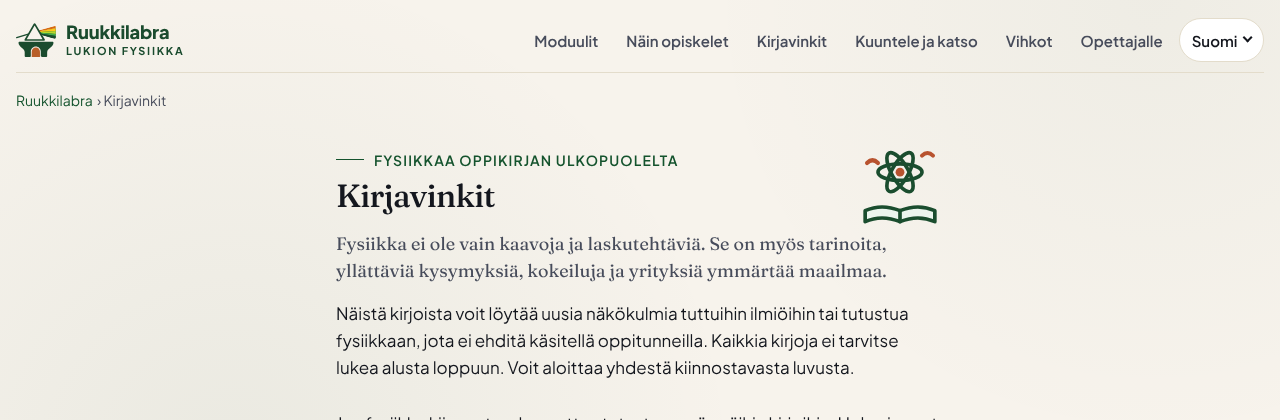 Ruukkilabra
LUKION FYSIIKKA
Moduulit Näin opiskelet Kirjavinkit Kuuntele ja katso Vihkot Opettajalle Suomi
Ruukkilabra › Kirjavinkit
FYSIIKKAA OPPIKIRJAN ULKOPUOLELTA
Kirjavinkit
Fysiikka ei ole vain kaavoja ja laskutehtäviä. Se on myös tarinoita,
yllättäviä kysymyksiä, kokeiluja ja yrityksiä ymmärtää maailmaa.
Näistä kirjoista voit löytää uusia näkökulmia tuttuihin ilmiöihin tai tutustua
fysiikkaan, jota ei ehditä käsitellä oppitunneilla. Kaikkia kirjoja ei tarvitse
lukea alusta loppuun. Voit aloittaa yhdestä kiinnostavasta luvusta.